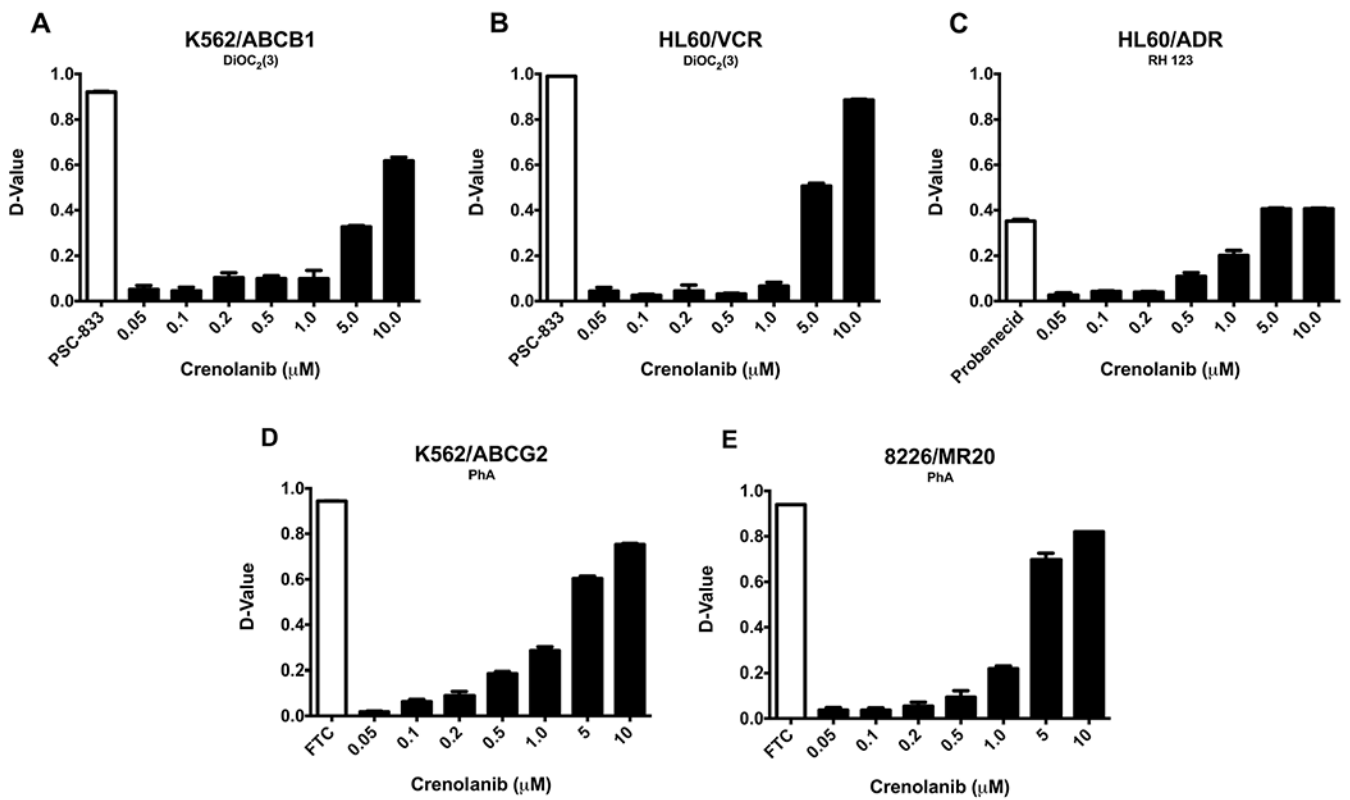 A
K562/ABCB1
DiOC₂(3)
D-Value
1.0
0.8
0.6
0.4
0.2
0.0
PSC-833 0.05 0.1 0.2 0.5 1.0 5.0 10.0
Crenolanib (μM)
B
HL60/VCR
DiOC₂(3)
D-Value
1.0
0.8
0.6
0.4
0.2
0.0
PSC-833 0.05 0.1 0.2 0.5 1.0 5.0 10.0
Crenolanib (μM)
C
HL60/ADR
RH 123
D-Value
1.0
0.8
0.6
0.4
0.2
0.0
Probenecid 0.05 0.1 0.2 0.5 1.0 5.0 10.0
Crenolanib (μM)
D
K562/ABCG2
PhA
D-Value
1.0
0.8
0.6
0.4
0.2
0.0
FTC 0.05 0.1 0.2 0.5 1.0 5 10
Crenolanib (μM)
E
8226/MR20
PhA
D-Value
1.0
0.8
0.6
0.4
0.2
0.0
FTC 0.05 0.1 0.2 0.5 1.0 5 10
Crenolanib (μM)